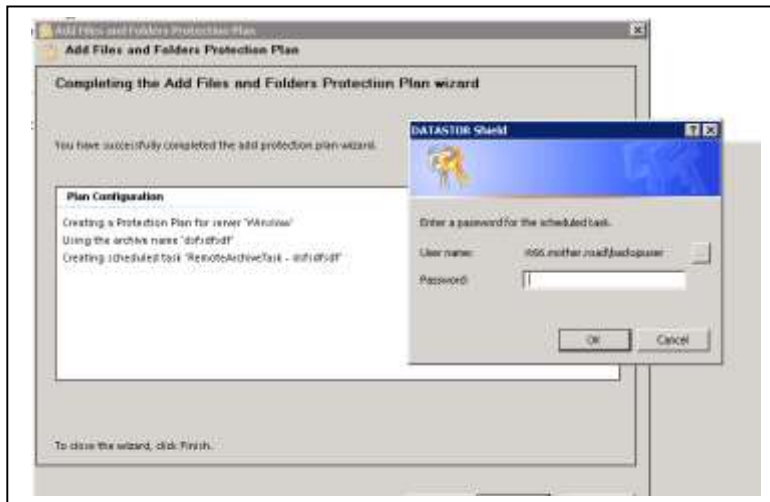 Add Files and Folders Protection Plan
Add Files and Folders Protection Plan
Completing the Add Files and Folders Protection Plan wizard
You have successfully completed the add protection plan wizard.
Plan Configuration
Creating a Protection Plan for server
Using the archive name
Creating scheduled task 'RemoteArchiveTask -
To close the wizard, click Finish.
DATASTOR Shield
Enter a password for the scheduled task.
User name:
Password:
OK
Cancel